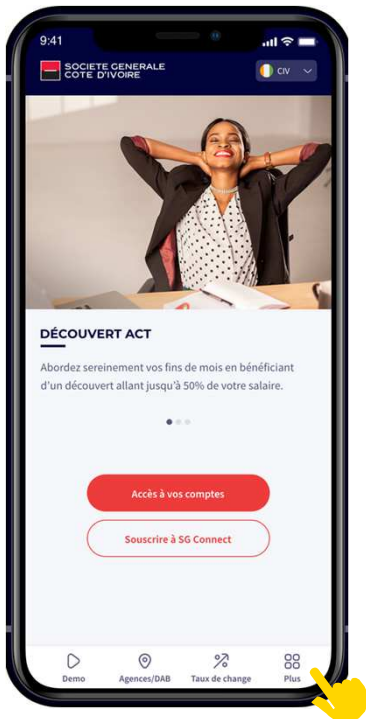 9:41
SOCIETE GENERALE
COTE D'IVOIRE
CIV
DÉCOUVERT ACT
Abordez sereinement vos fins de mois en bénéficiant
d'un découvert allant jusqu'à 50% de votre salaire.
Accès à vos comptes
Souscrire à SG Connect
Demo
Agences/DAB
Taux de change
Plus